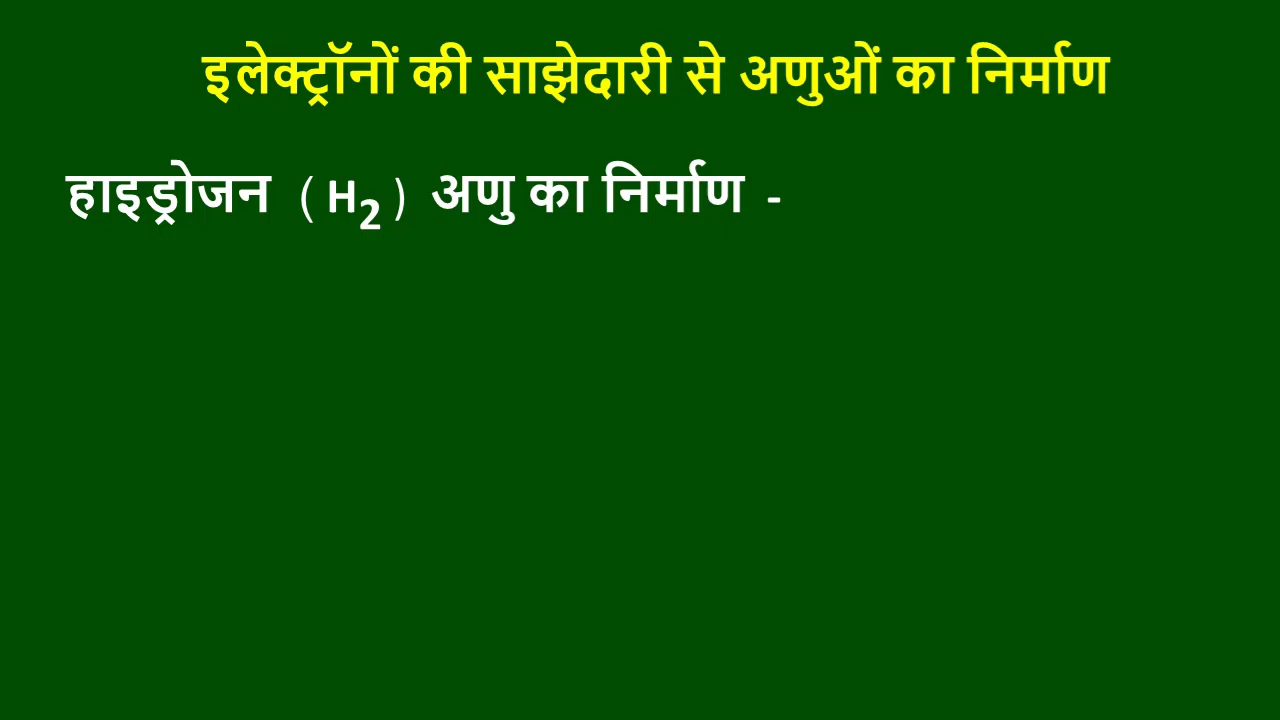 इलेक्ट्रॉनों की साझेदारी से अणुओं का निर्माण
हाइड्रोजन ( H₂ ) अणु का निर्माण -